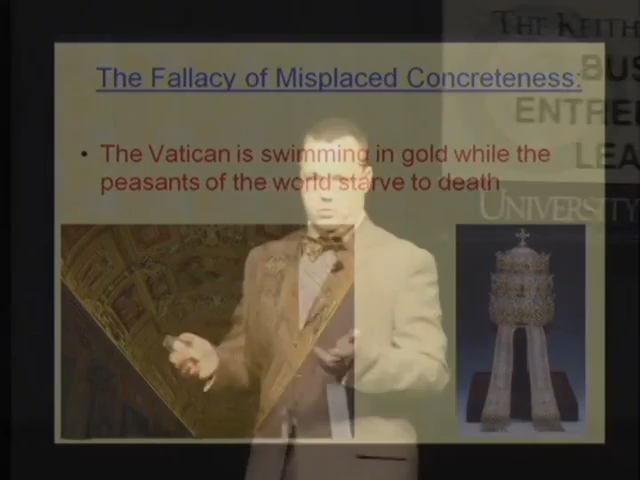 THE KEITH
BUS
The Fallacy of Misplaced Concreteness:
ENTRE
• The Vatican is swimming in gold while the
LEA
peasants of the world starve to death
UNIVERSITY